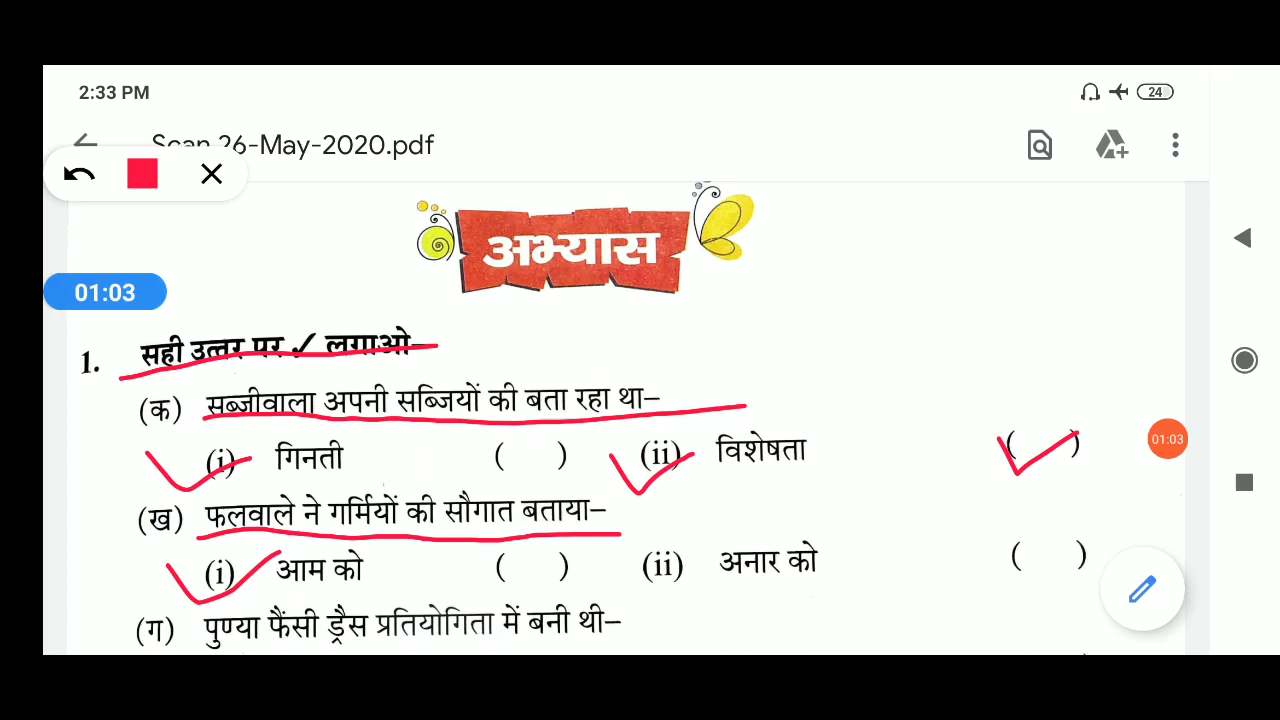 2:33 PM
24
Scan 26-May-2020.pdf
अभ्यास
01:03
1. सही उत्तर पर ✓ लगाओ–
(क) सब्जीवाला अपनी सब्जियों की बता रहा था–
(i) गिनती ( ) (ii) विशेषता ( )
01:03
(ख) फलवाले ने गर्मियों की सौगात बताया–
(i) आम को ( ) (ii) अनार को ( )
(ग) पुण्या फैंसी ड्रैस प्रतियोगिता में बनी थी–